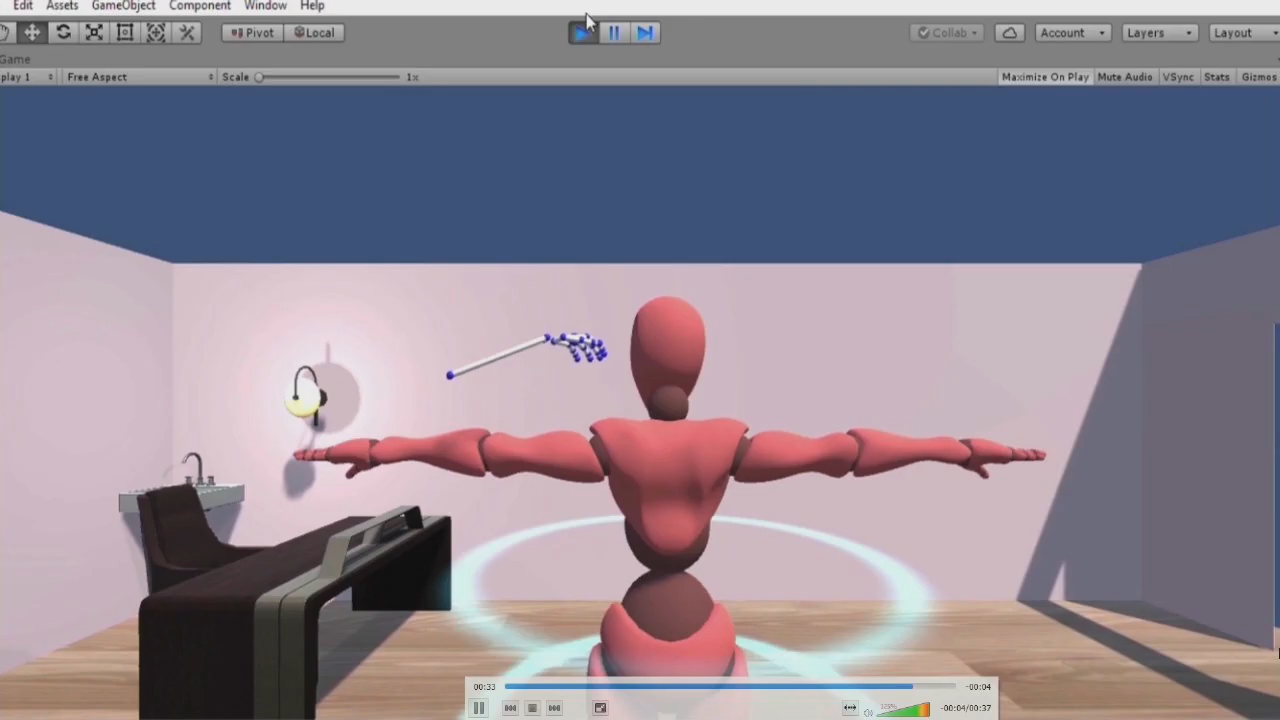 Edit Assets GameObject Component Window Help
Pivot Local Collab Account Layers Layout
Game
play 1 Free Aspect Scale 1x Maximize On Play Mute Audio VSync Stats Gizmos
00:33 -00:04
125% -00:04/00:37